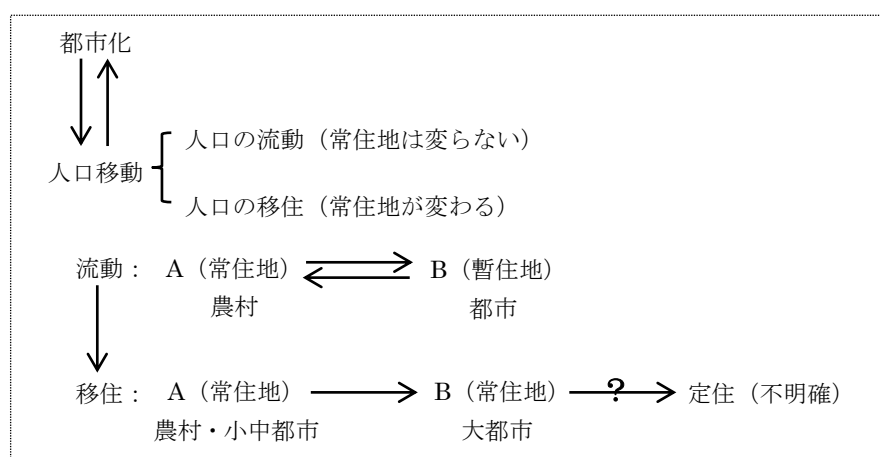 都市化
人口の流動（常住地は変らない）
人口移動
人口の移住（常住地が変わる）
流動： A（常住地） B（暫住地）
農村 都市
移住： A（常住地） B（常住地） ? 定住（不明確）
農村・小中都市 大都市